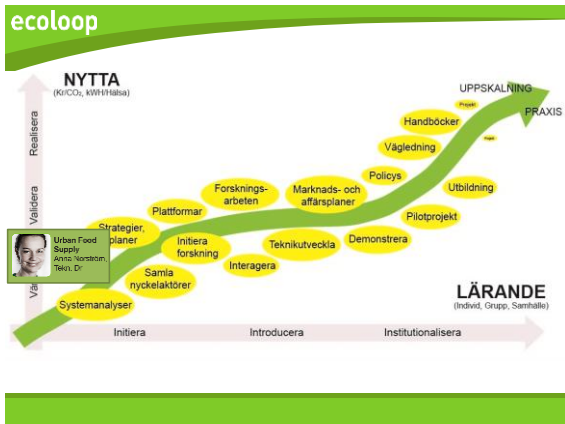 ecoloop
NYTTA
(Kr/CO₂, kWH/Hälsa)
UPPSKALNING
PRAXIS
Projekt
Handböcker
Vägledning
Policys
Utbildning
Pilotprojekt
Forsknings-
arbeten
Marknads- och
affärsplaner
Plattformar
Strategier,
planer
Initiera
forskning
Teknikutveckla
Demonstrera
Interagera
Samla
nyckelaktörer
Systemanalyser
Realisera
Validera
Urban Food
Supply
Anna Norström,
Tekn. Dr
LÄRANDE
(Individ, Grupp, Samhälle)
Initiera
Introducera
Institutionalisera